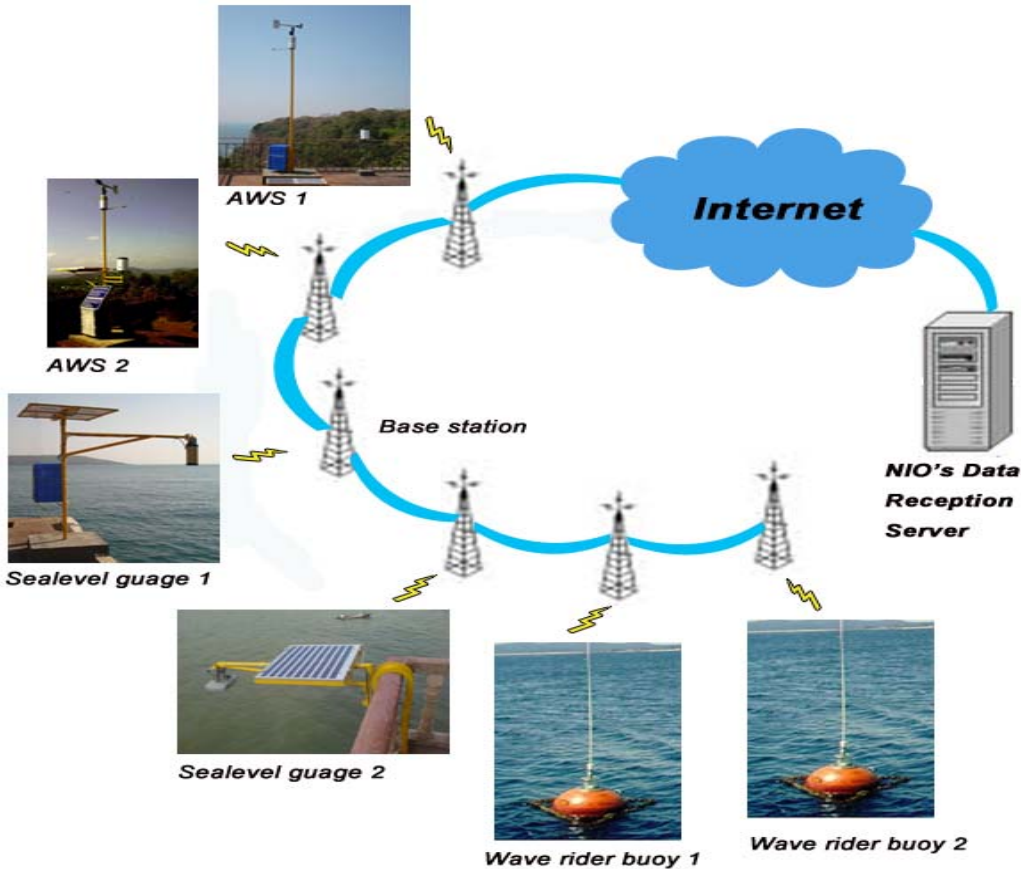 AWS 1
Internet
AWS 2
Base station
NIO's Data
Reception
Server
Sealevel guage 1
Sealevel guage 2
Wave rider buoy 1
Wave rider buoy 2